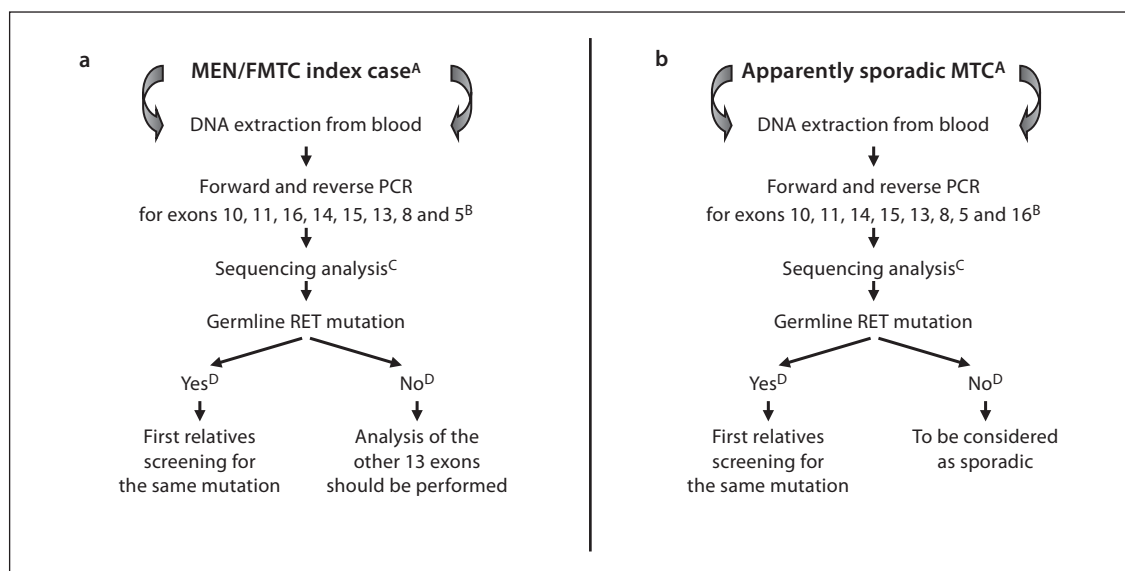 a
MEN/FMTC index caseA
DNA extraction from blood
Forward and reverse PCR
for exons 10, 11, 16, 14, 15, 13, 8 and 5B
Sequencing analysisC
Germline RET mutation
YesD
NoD
First relatives
screening for
the same mutation
Analysis of the
other 13 exons
should be performed
b
Apparently sporadic MTCA
DNA extraction from blood
Forward and reverse PCR
for exons 10, 11, 14, 15, 13, 8, 5 and 16B
Sequencing analysisC
Germline RET mutation
YesD
NoD
First relatives
screening for
the same mutation
To be considered
as sporadic